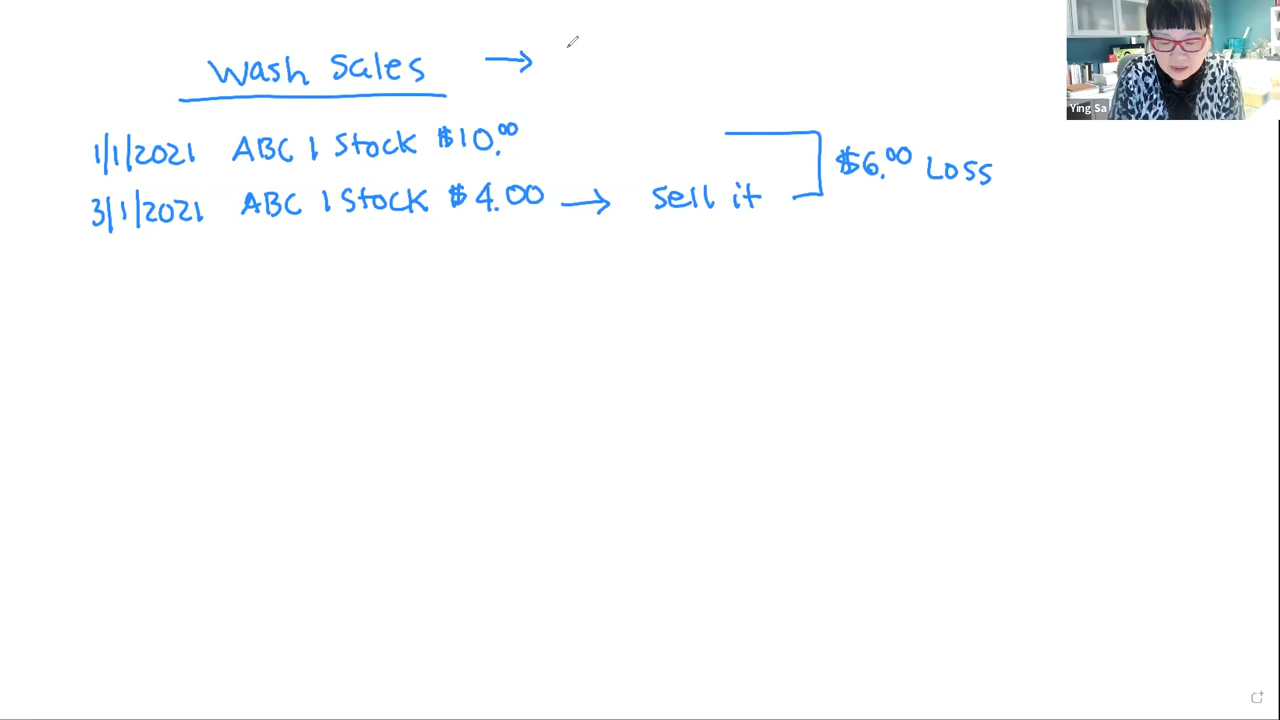 Wash Sales →
1/1/2021 ABC 1 Stock $10.00
3/1/2021 ABC 1 Stock $4.00 → Sell it
$6.00 Loss
Ying Sa